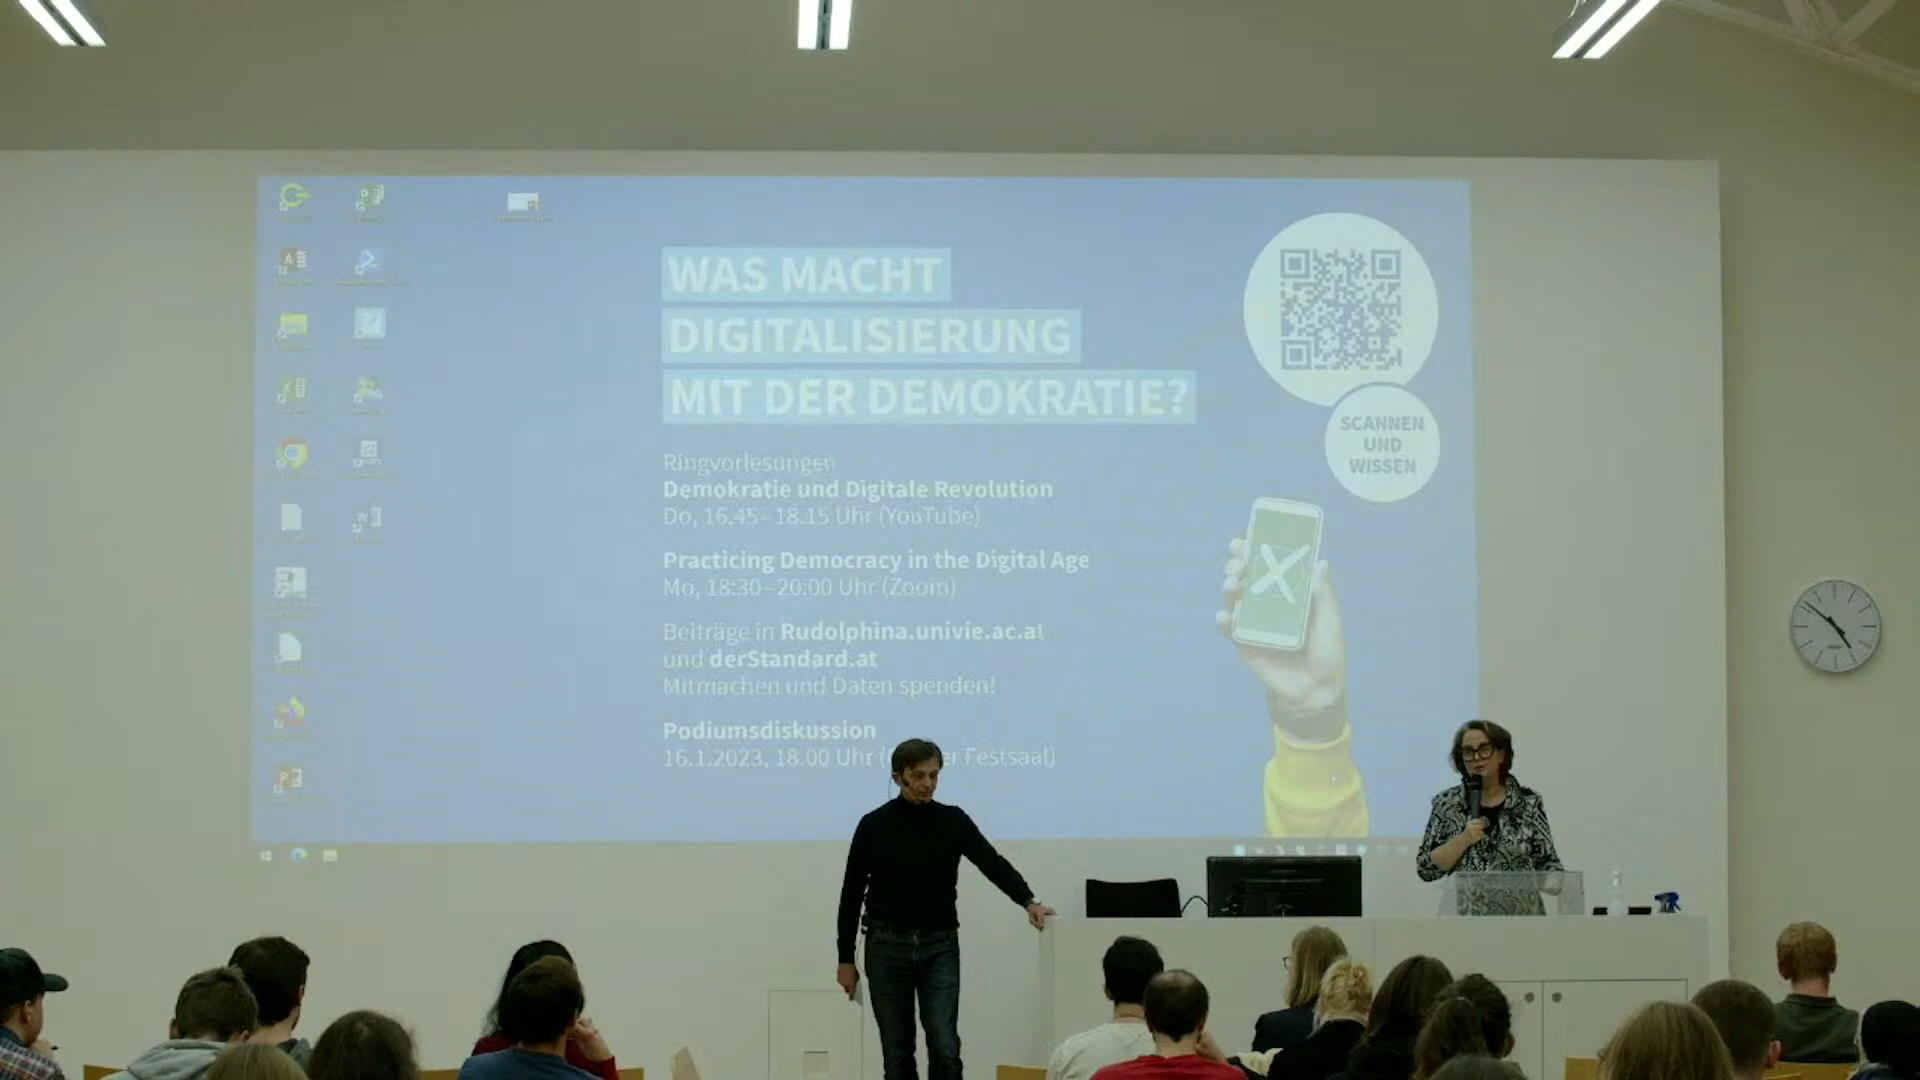 WAS MACHT
DIGITALISIERUNG
MIT DER DEMOKRATIE?
SCANNEN
UND
WISSEN
Ringvorlesungen
Demokratie und Digitale Revolution
Do, 16.45–18.15 Uhr (YouTube)
Practicing Democracy in the Digital Age
Mo, 18:30–20:00 Uhr (Zoom)
Beiträge in Rudolphina.univie.ac.at
und derStandard.at
Mitmachen und Daten spenden!
Podiumsdiskussion
16.1.2023, 18.00 Uhr ( er Festsaal)